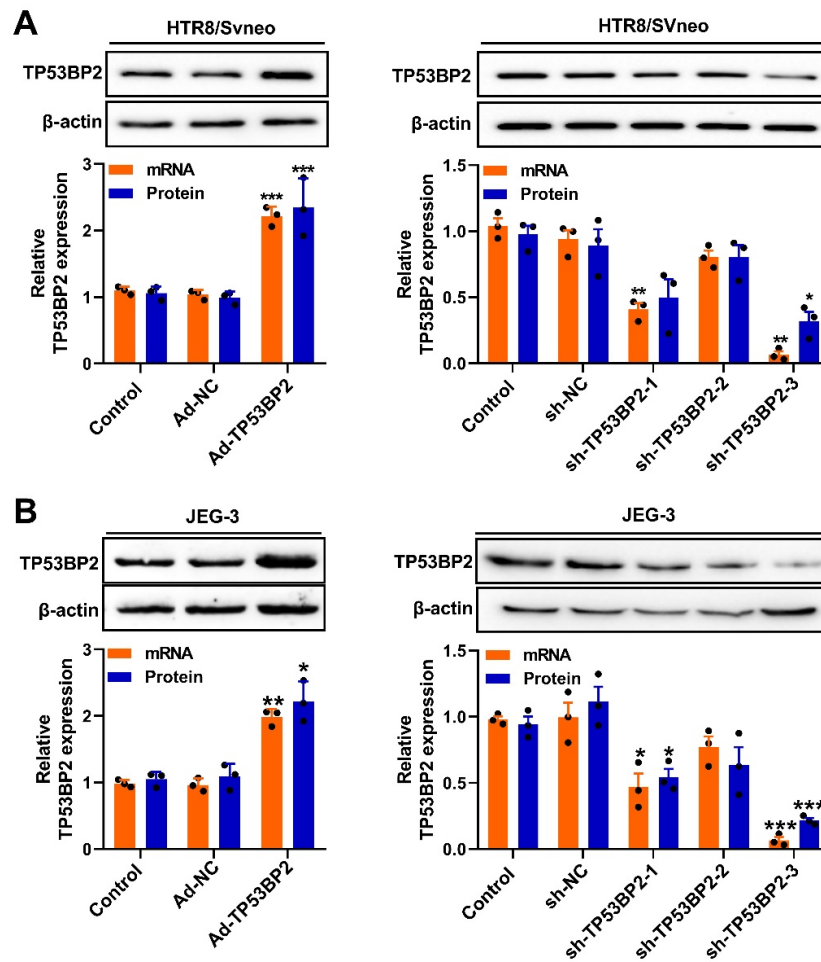 A
HTR8/Svneo
TP53BP2
β-actin
3
2
1
0
Relative
TP53BP2 expression
mRNA
Protein
***
***
Control
Ad-NC
Ad-TP53BP2
HTR8/SVneo
TP53BP2
β-actin
1.5
1.0
0.5
0.0
Relative
TP53BP2 expression
mRNA
Protein
**
**
*
Control
sh-NC
sh-TP53BP2-1
sh-TP53BP2-2
sh-TP53BP2-3
B
JEG-3
TP53BP2
β-actin
3
2
1
0
Relative
TP53BP2 expression
mRNA
Protein
**
*
Control
Ad-NC
Ad-TP53BP2
JEG-3
TP53BP2
β-actin
1.5
1.0
0.5
0.0
Relative
TP53BP2 expression
mRNA
Protein
*
*
***
***
Control
sh-NC
sh-TP53BP2-1
sh-TP53BP2-2
sh-TP53BP2-3